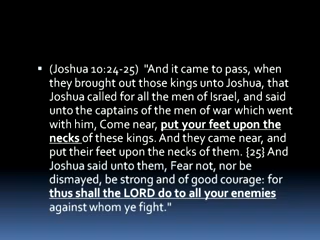 ▪ (Joshua 10:24-25) "And it came to pass, when
they brought out those kings unto Joshua, that
Joshua called for all the men of Israel, and said
unto the captains of the men of war which went
with him, Come near, put your feet upon the
necks of these kings. And they came near, and
put their feet upon the necks of them. {25} And
Joshua said unto them, Fear not, nor be
dismayed, be strong and of good courage: for
thus shall the LORD do to all your enemies
against whom ye fight."